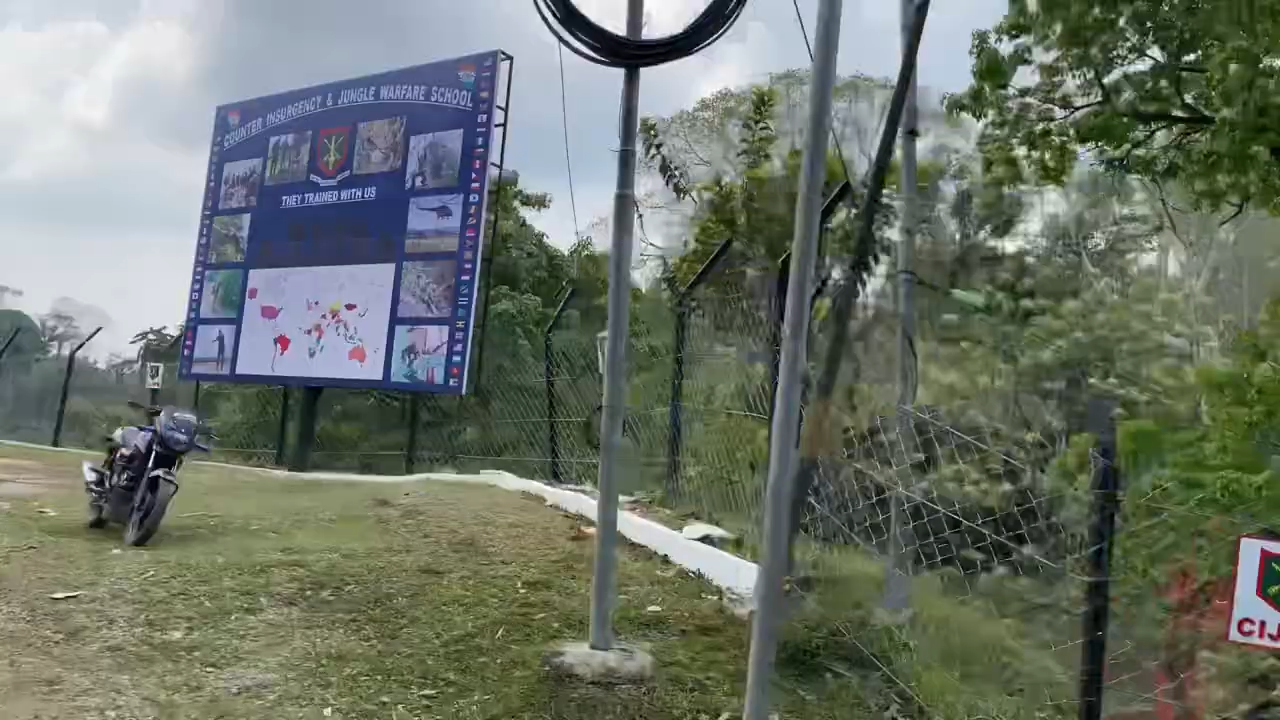 COUNTER INSURGENCY & JUNGLE WARFARE SCHOOL
THEY TRAINED WITH US
CIJ